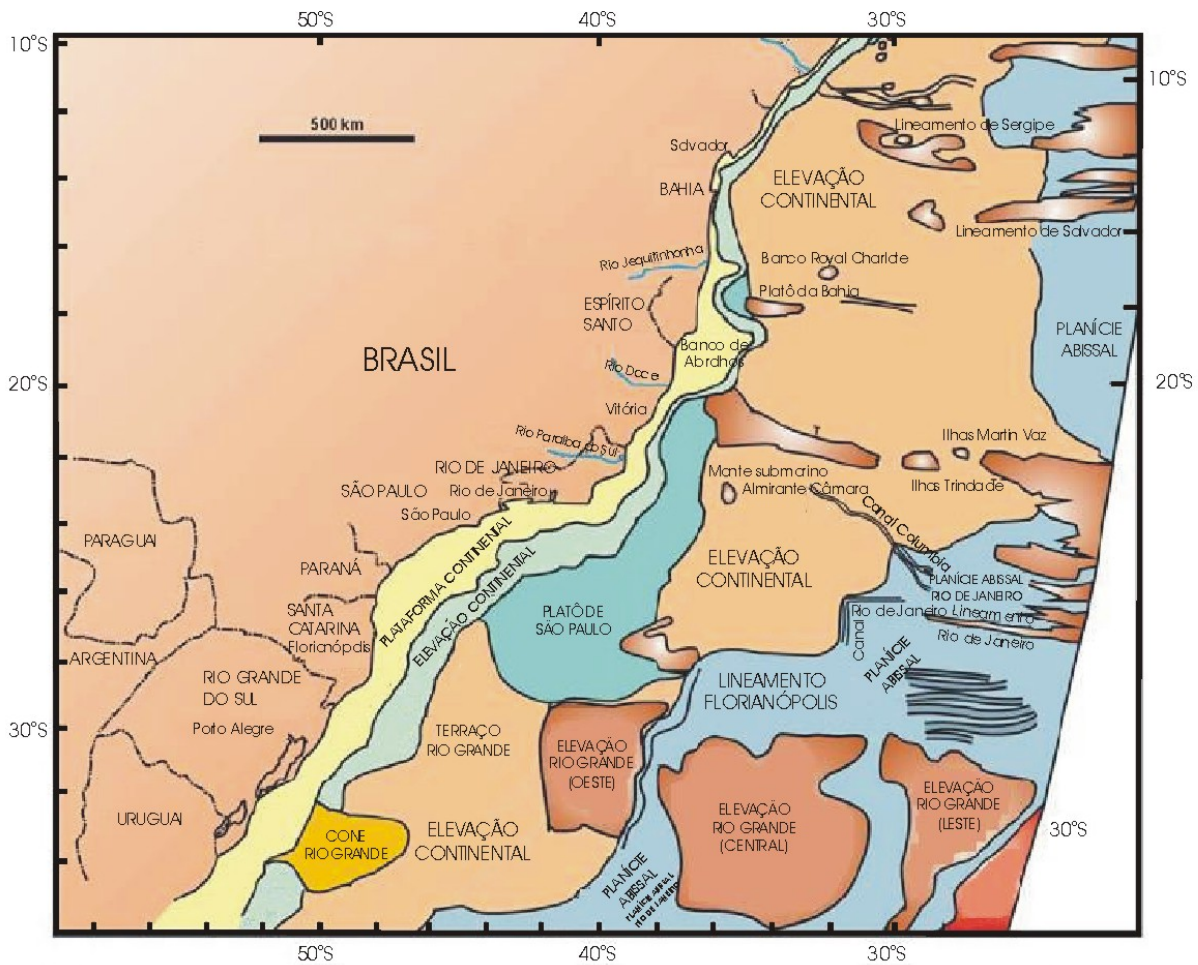 50°S
40°S
30°S
10°S
10°S
500 km
Lineamento de Sergipe
Salvador
ELEVAÇÃO
CONTINENTAL
BAHIA
Lineamento de Salvador
Rio Jequitinhonha
Banco Royal Charlotte
Platô da Bahia
ESPÍRITO
SANTO
PLANÍCIE
ABISSAL
BRASIL
Banco de
Abrolhos
Rio Doce
20°S
20°S
Vitória
Rio Paraíba do Sul
Ilhas Martin Vaz
RIO DE JANEIRO
Monte submarino
Almirante Câmara
Ilhas Trindade
SÃO PAULO
Rio de Janeiro
São Paulo
Canal Columbia
PARAGUAI
PLATAFORMA CONTINENTAL
ELEVAÇÃO CONTINENTAL
ELEVAÇÃO
CONTINENTAL
PARANÁ
PLANÍCIE ABISSAL
RIO DE JANEIRO
SANTA
CATARINA
Florianópolis
PLATÔ DE
SÃO PAULO
Canal
Rio de Janeiro Lineamento
Rio de Janeiro
ARGENTINA
PLANÍCIE
ABISSAL
RIO GRANDE
DO SUL
LINEAMENTO
FLORIANÓPOLIS
30°S
Porto Alegre
TERRAÇO
RIO GRANDE
ELEVAÇÃO
RIO GRANDE
(OESTE)
ELEVAÇÃO
RIO GRANDE
(LESTE)
ELEVAÇÃO
RIO GRANDE
(CENTRAL)
URUGUAI
CONE
RIO GRANDE
ELEVAÇÃO
CONTINENTAL
30°S
PLANÍCIE
ABISSAL
PLANÍCIE ABISSAL
RIO DE JANEIRO
50°S
40°S
30°S